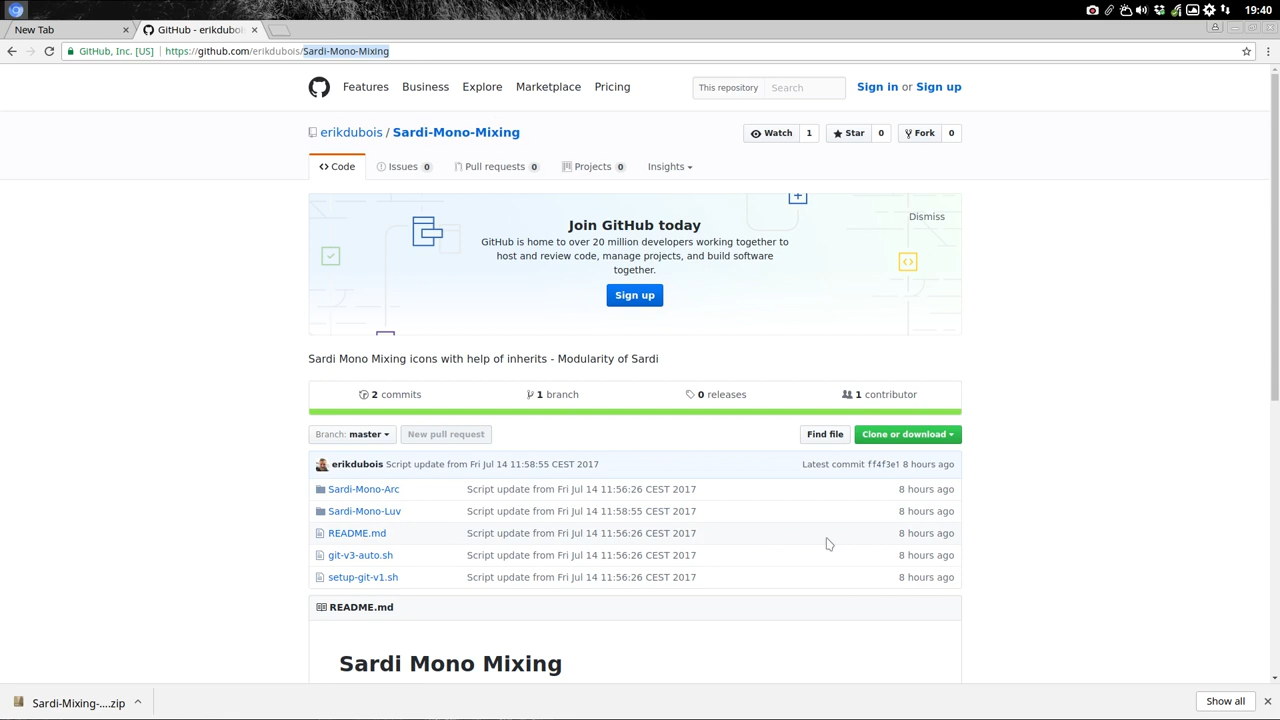 19:40
New Tab
GitHub - erikduboi
GitHub, Inc. [US] | https://github.com/erikdubois/Sardi-Mono-Mixing
Features Business Explore Marketplace Pricing This repository Search Sign in or Sign up
erikdubois / Sardi-Mono-Mixing
Watch 1 Star 0 Fork 0
Code Issues 0 Pull requests 0 Projects 0 Insights
Join GitHub today
Dismiss
GitHub is home to over 20 million developers working together to
host and review code, manage projects, and build software
together.
Sign up
Sardi Mono Mixing icons with help of inherits - Modularity of Sardi
2 commits 1 branch 0 releases 1 contributor
Branch: master New pull request Find file Clone or download
erikdubois Script update from Fri Jul 14 11:58:55 CEST 2017 Latest commit ff4f3e1 8 hours ago
Sardi-Mono-Arc Script update from Fri Jul 14 11:56:26 CEST 2017 8 hours ago
Sardi-Mono-Luv Script update from Fri Jul 14 11:58:55 CEST 2017 8 hours ago
README.md Script update from Fri Jul 14 11:56:26 CEST 2017 8 hours ago
git-v3-auto.sh Script update from Fri Jul 14 11:56:26 CEST 2017 8 hours ago
setup-git-v1.sh Script update from Fri Jul 14 11:56:26 CEST 2017 8 hours ago
README.md
Sardi Mono Mixing
Sardi-Mixing-....zip
Show all